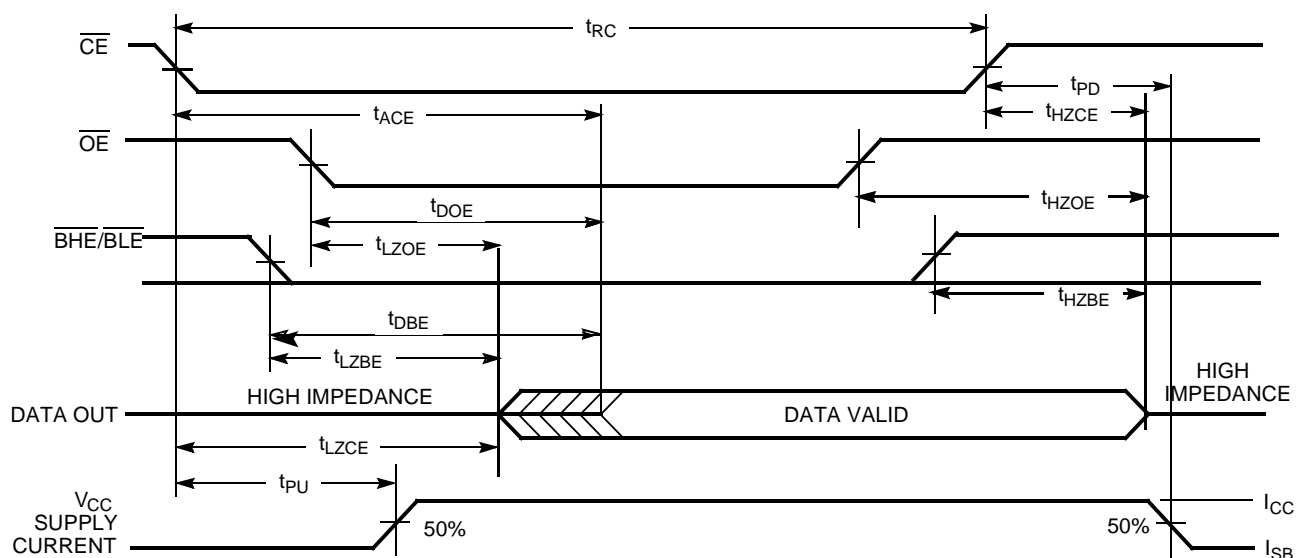 tRC
CE
tPD
tACE
tHZCE
OE
tDOE
tHZOE
BHE/BLE
tLZOE
tHZBE
tDBE
tLZBE
HIGH IMPEDANCE
HIGH
IMPEDANCE
DATA OUT
DATA VALID
tLZCE
tPU
VCC
SUPPLY
CURRENT
50%
50%
ICC
ISB